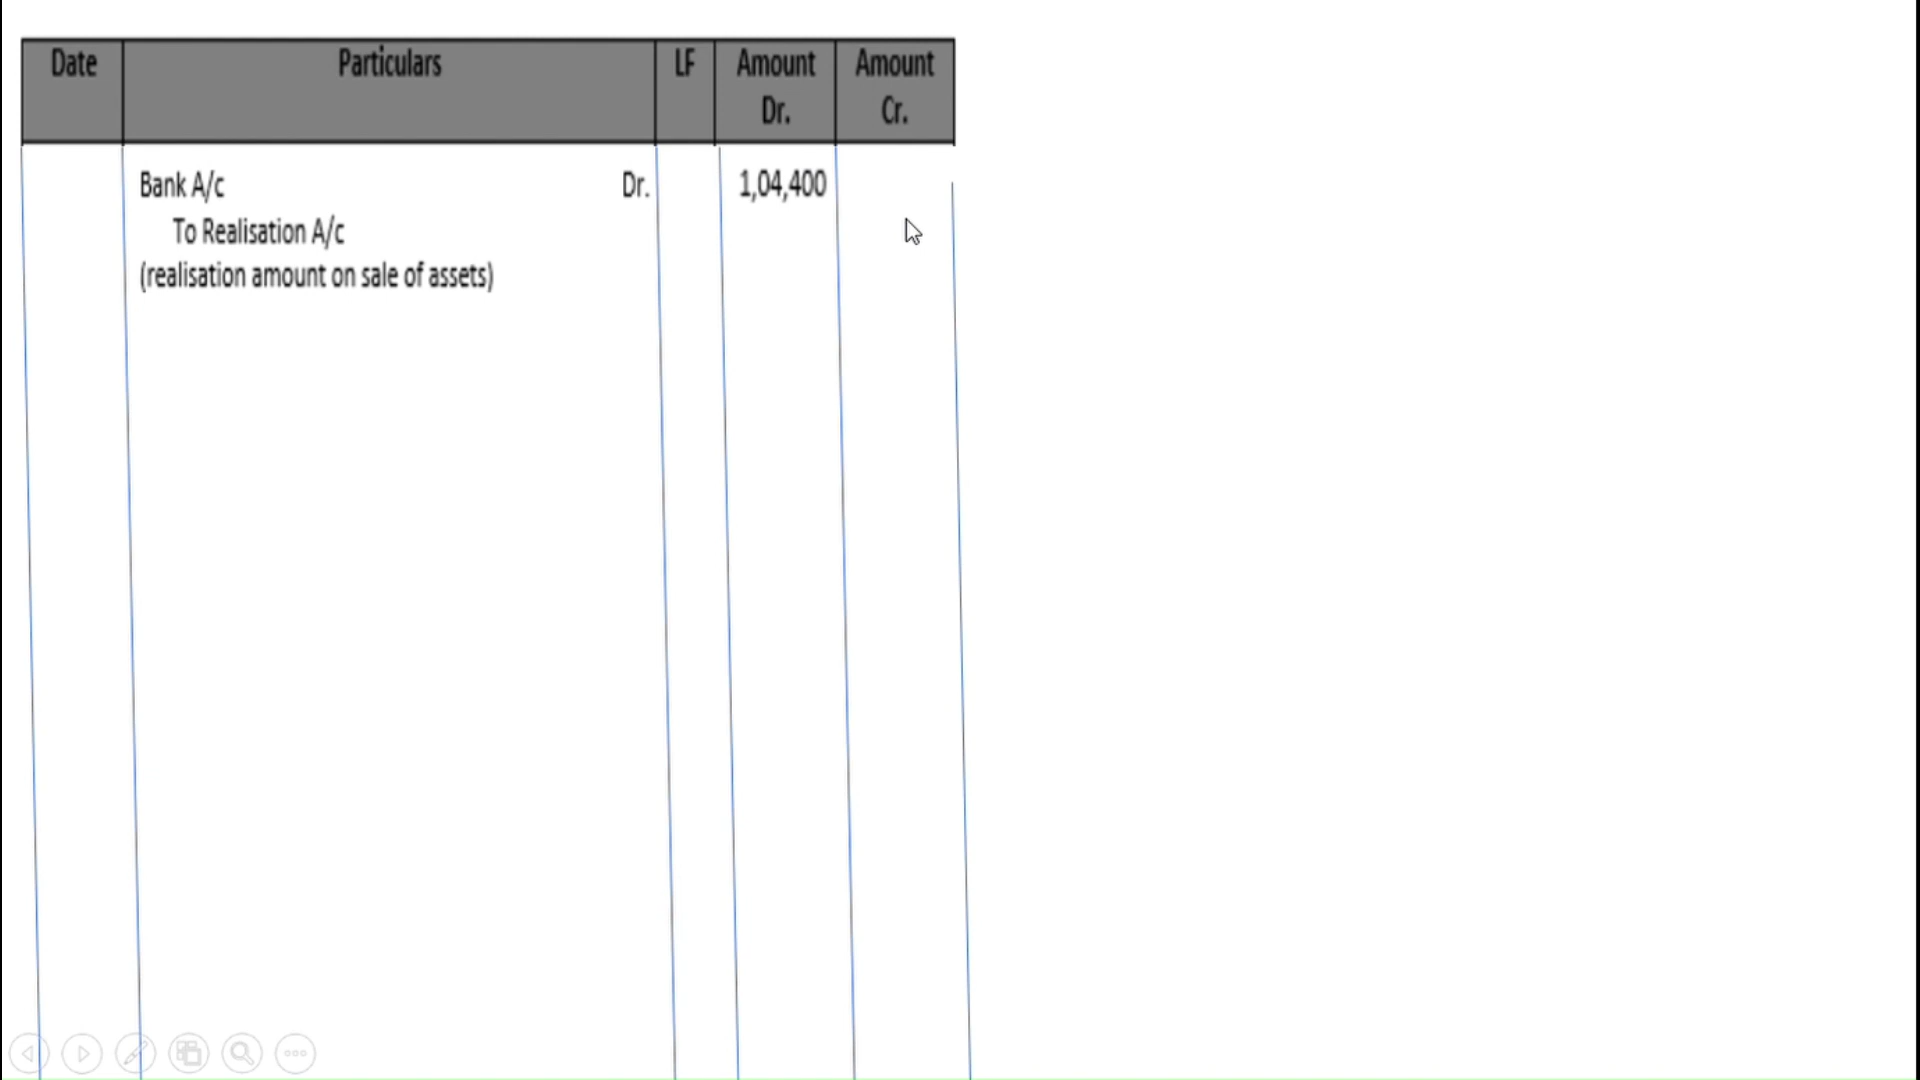 Date Particulars LF Amount Dr. Amount Cr.
Bank A/c Dr. 1,04,400
To Realisation A/c
(realisation amount on sale of assets)